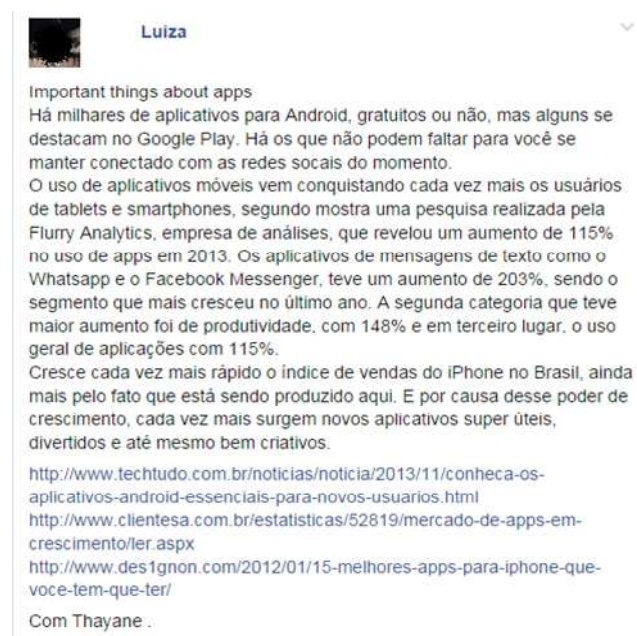 Luiza
Important things about apps
Há milhares de aplicativos para Android, gratuitos ou não, mas alguns se
destacam no Google Play. Há os que não podem faltar para você se
manter conectado com as redes socais do momento.
O uso de aplicativos móveis vem conquistando cada vez mais os usuários
de tablets e smartphones, segundo mostra uma pesquisa realizada pela
Flurry Analytics, empresa de análises, que revelou um aumento de 115%
no uso de apps em 2013. Os aplicativos de mensagens de texto como o
Whatsapp e o Facebook Messenger, teve um aumento de 203%, sendo o
segmento que mais cresceu no último ano. A segunda categoria que teve
maior aumento foi de produtividade, com 148% e em terceiro lugar, o uso
geral de aplicações com 115%.
Cresce cada vez mais rápido o índice de vendas do iPhone no Brasil, ainda
mais pelo fato que está sendo produzido aqui. E por causa desse poder de
crescimento, cada vez mais surgem novos aplicativos super úteis,
divertidos e até mesmo bem criativos.
http://www.techtudo.com.br/noticias/noticia/2013/11/conheca-os-
aplicativos-android-essenciais-para-novos-usuarios.html
http://www.clientesa.com.br/estatisticas/52819/mercado-de-apps-em-
crescimento/ler.aspx
http://www.des1gnon.com/2012/01/15-melhores-apps-para-iphone-que-
voce-tem-que-ter/
Com Thayane .